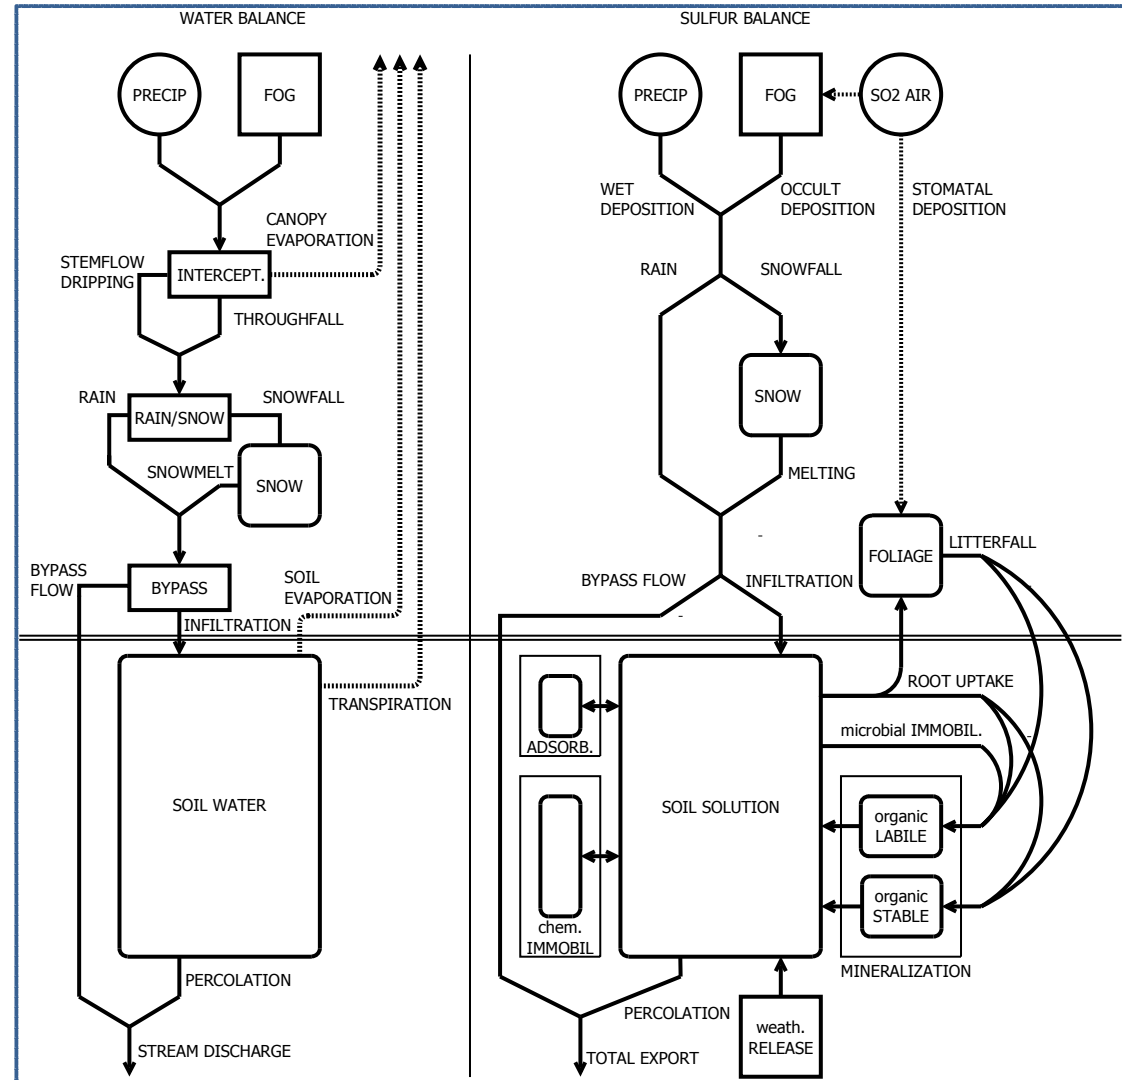 WATER BALANCE
PRECIP
FOG
CANOPY
EVAPORATION
STEMFLOW
DRIPPING
INTERCEPT.
THROUGHFALL
RAIN
SNOWFALL
RAIN/SNOW
SNOWMELT
SNOW
BYPASS
FLOW
BYPASS
SOIL
EVAPORATION
INFILTRATION
TRANSPIRATION
SOIL WATER
PERCOLATION
STREAM DISCHARGE
SULFUR BALANCE
PRECIP
FOG
SO2 AIR
WET
DEPOSITION
OCCULT
DEPOSITION
STOMATAL
DEPOSITION
RAIN
SNOWFALL
SNOW
MELTING
FOLIAGE
LITTERFALL
BYPASS FLOW
INFILTRATION
ROOT UPTAKE
microbial IMMOBIL.
ADSORB.
SOIL SOLUTION
organic
LABILE
organic
STABLE
chem.
IMMOBIL
MINERALIZATION
PERCOLATION
weath.
RELEASE
TOTAL EXPORT